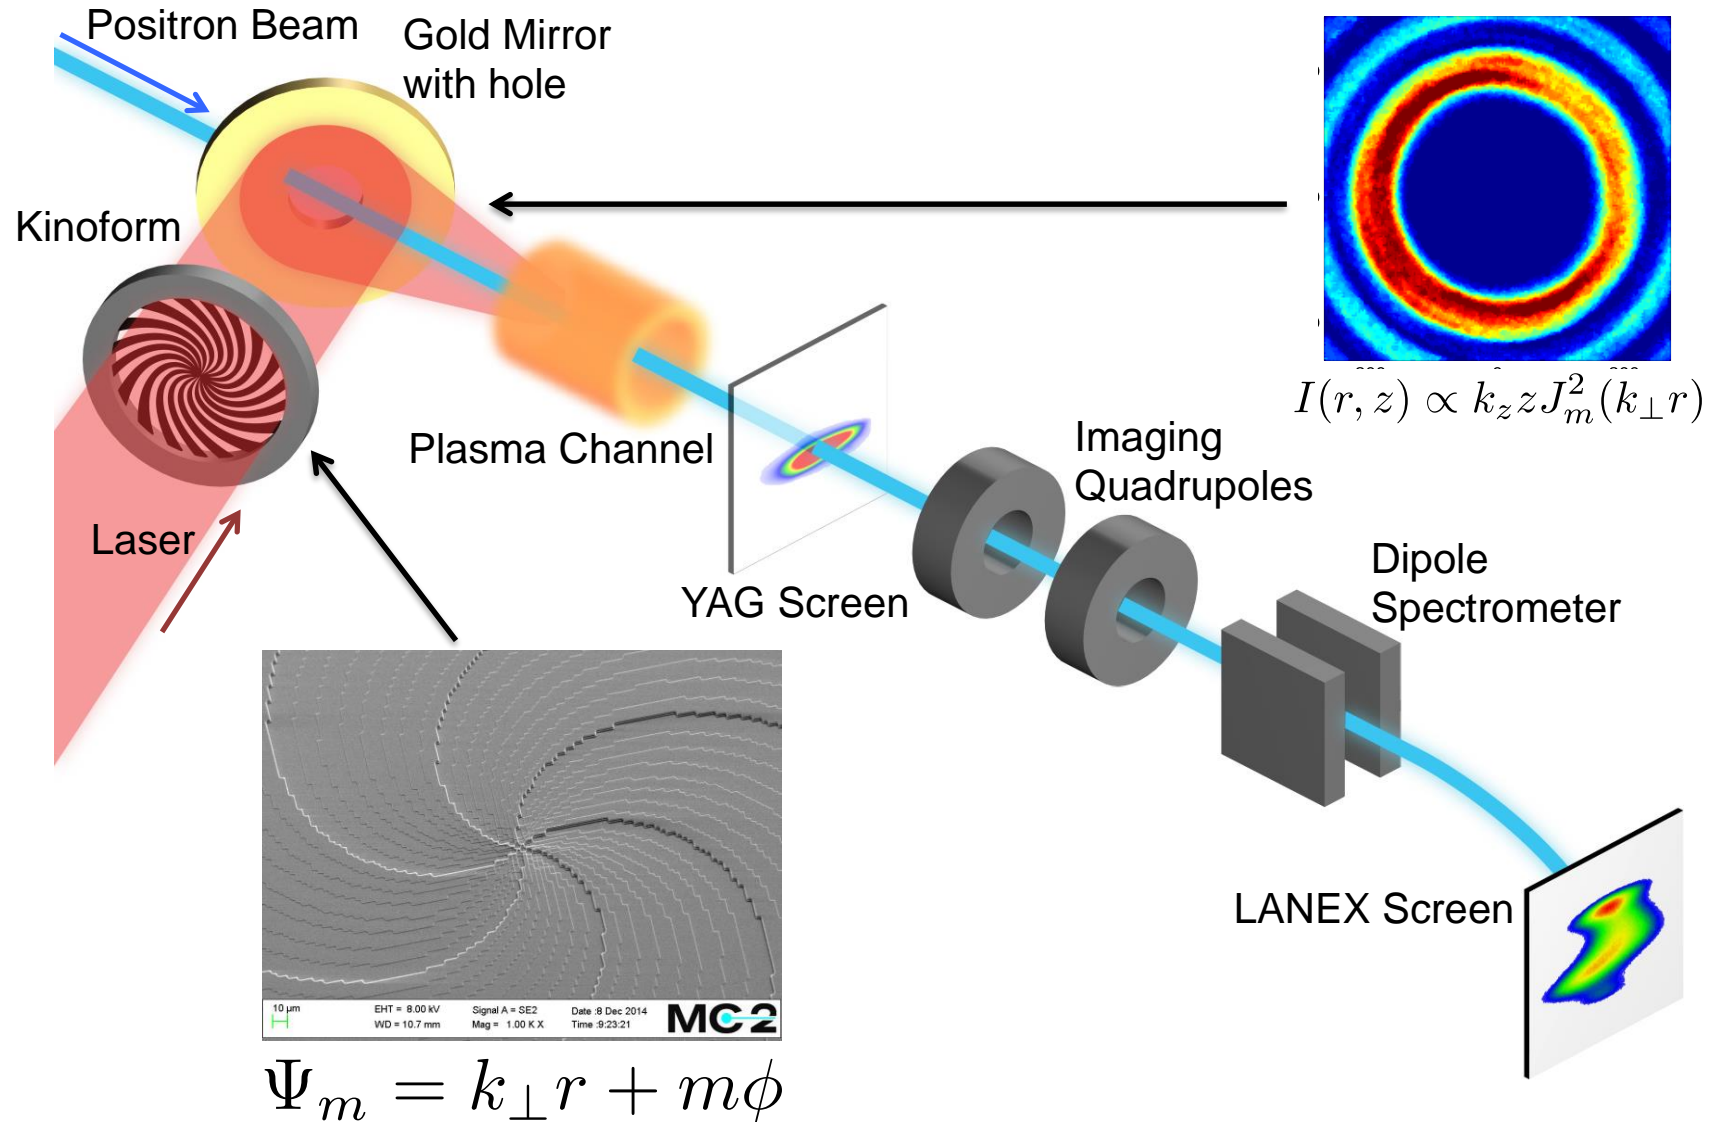 Positron Beam
Gold Mirror
with hole
Kinoform
I(r, z) ∝ k_z z J_m^2(k_⊥ r)
Plasma Channel
Imaging
Quadrupoles
Laser
Dipole
Spectrometer
YAG Screen
LANEX Screen
10 µm
EHT = 8.00 kV
WD = 10.7 mm
Signal A = SE2
Mag = 1.00 K X
Date :8 Dec 2014
Time :9:23:21
MC2
Ψ_m = k_⊥ r + mϕ